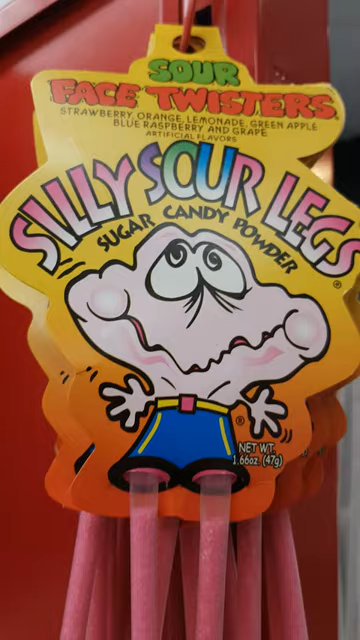 SOUR
FACE TWISTERS®
STRAWBERRY, ORANGE, LEMONADE, GREEN APPLE
BLUE RASPBERRY AND GRAPE
ARTIFICIAL FLAVORS
SILLY SOUR LEGS®
SUGAR CANDY POWDER
®
NET WT.
1.66oz. (47g)